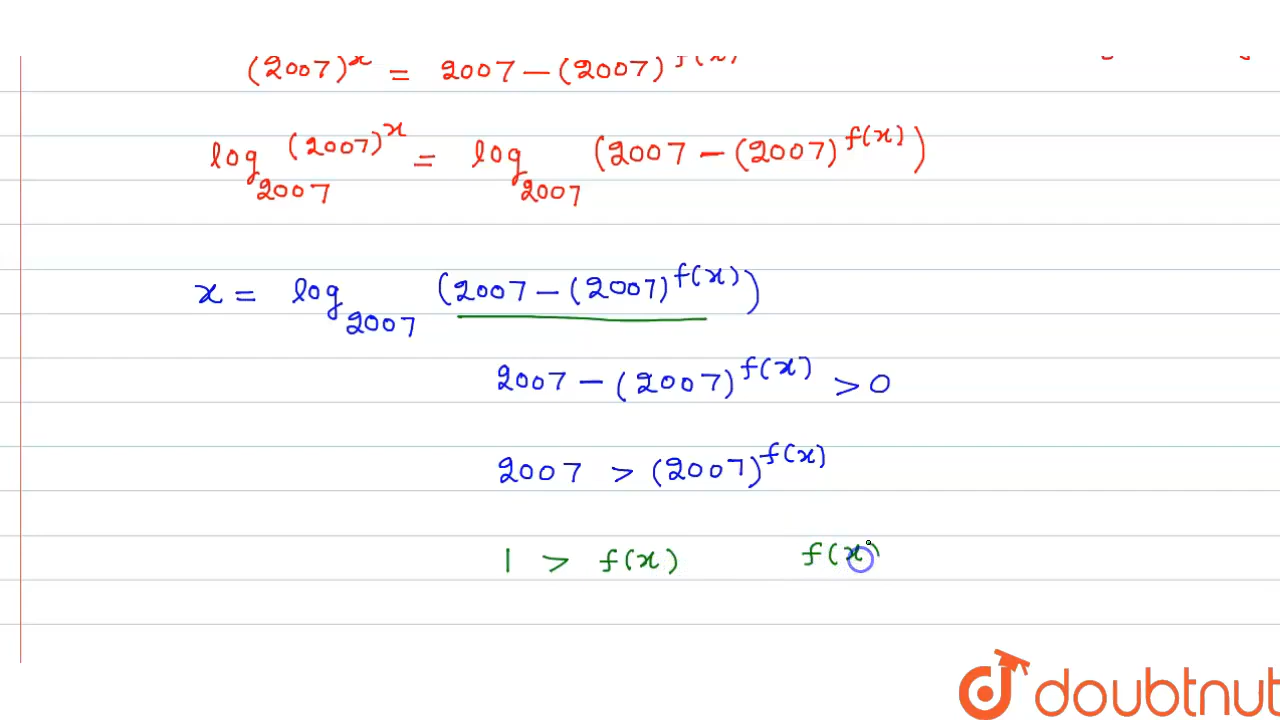 (2007)^x = 2007 - (2007)^f(x)
log_2007 (2007)^x = log_2007 (2007 - (2007)^f(x))
x = log_2007 (2007 - (2007)^f(x))
2007 - (2007)^f(x) > 0
2007 > (2007)^f(x)
1 > f(x) f(x)
doubtnut